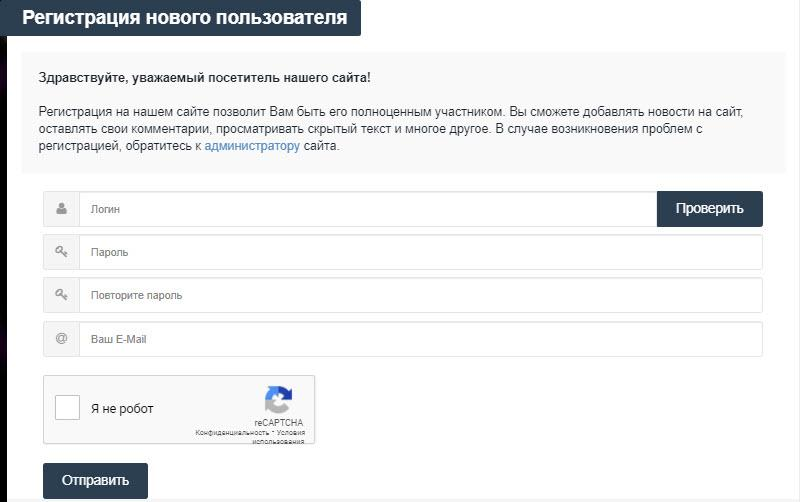 Регистрация нового пользователя
Здравствуйте, уважаемый посетитель нашего сайта!
Регистрация на нашем сайте позволит Вам быть его полноценным участником. Вы сможете добавлять новости на сайт,
оставлять свои комментарии, просматривать скрытый текст и многое другое. В случае возникновения проблем с
регистрацией, обратитесь к администратору сайта.
Логин
Проверить
Пароль
Повторите пароль
@ Ваш E-Mail
Я не робот
reCAPTCHA
Конфиденциальность - Условия
использования
Отправить